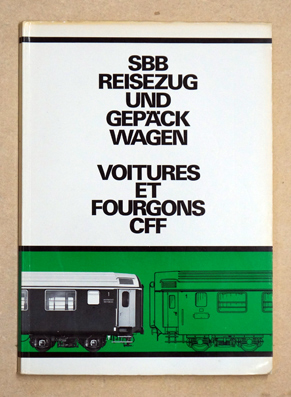 SBB
REISEZUG
UND
GEPÄCK
WAGEN
VOITURES
ET
FOURGONS
CFF